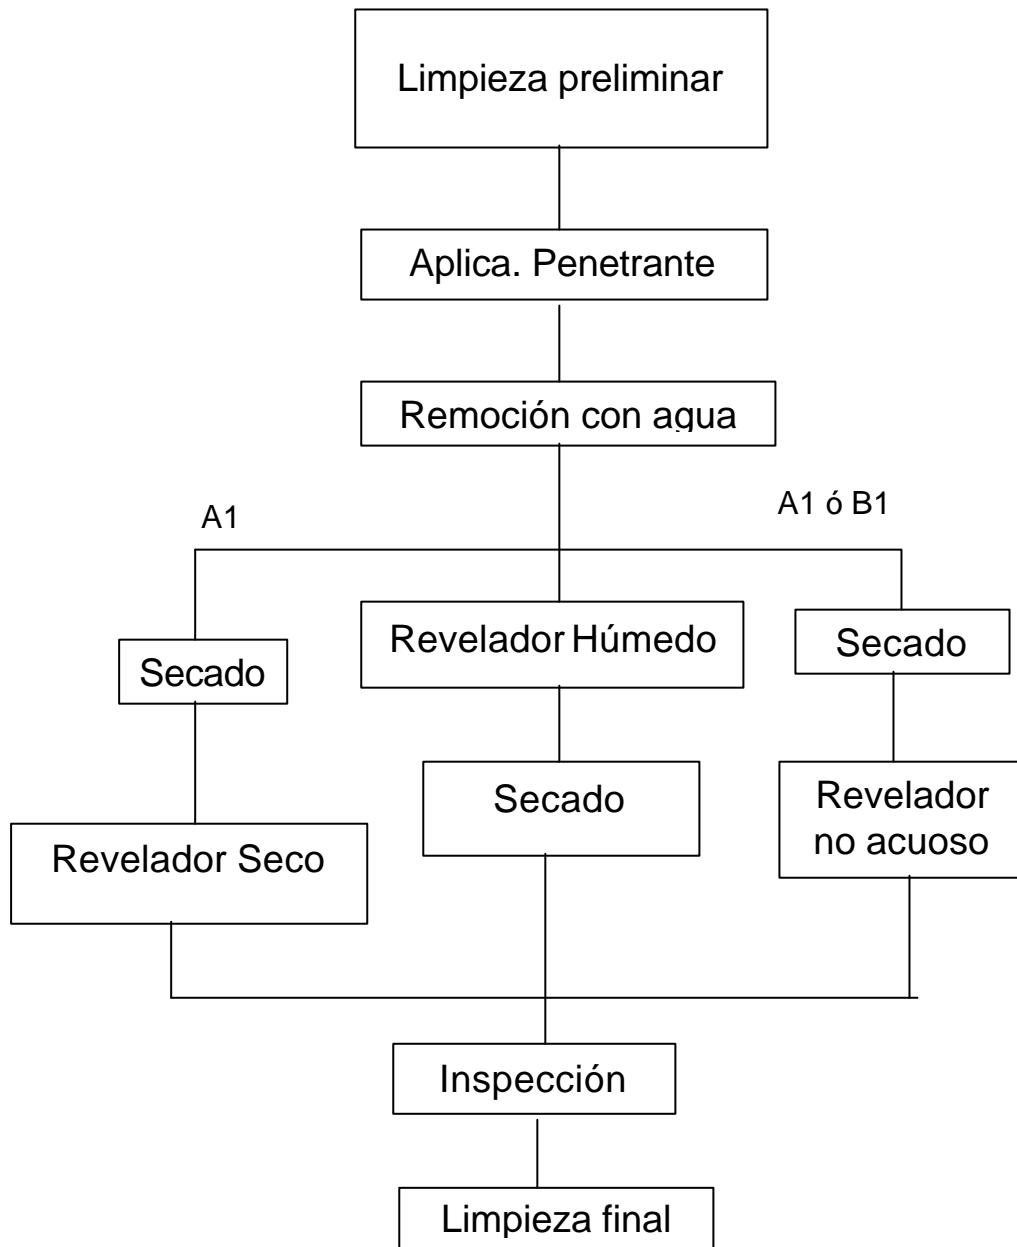 Limpieza preliminar
Aplica. Penetrante
Remoción con agua
A1
A1 ó B1
Secado
Revelador Húmedo
Secado
Revelador Seco
Secado
Revelador
no acuoso
Inspección
Limpieza final